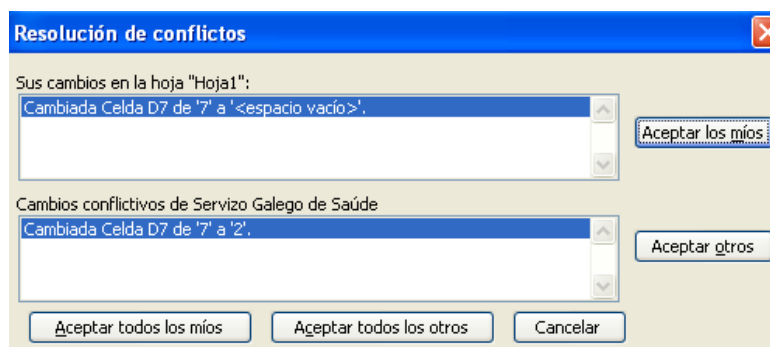 Resolución de conflictos
Sus cambios en la hoja "Hoja1":
Cambiada Celda D7 de '7' a '<espacio vacío>'.
Aceptar los míos
Cambios conflictivos de Servizo Galego de Saúde
Cambiada Celda D7 de '7' a '2'.
Aceptar otros
Aceptar todos los míos
Aceptar todos los otros
Cancelar